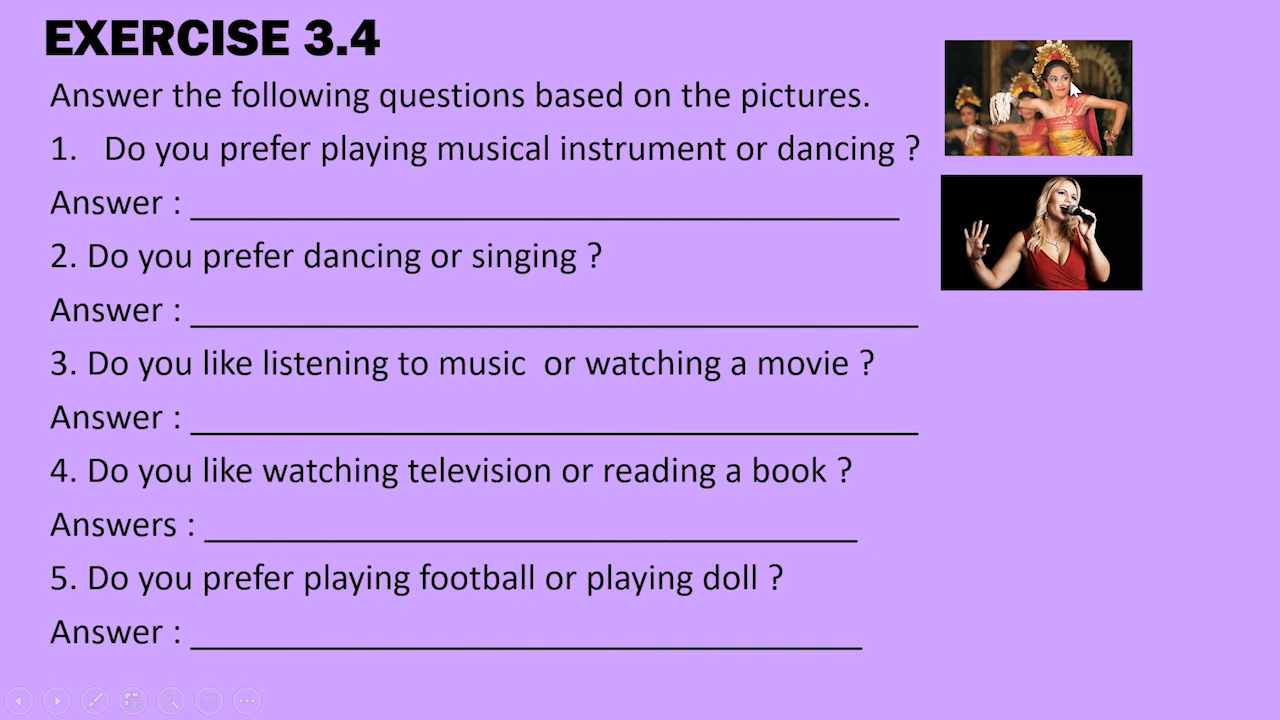 EXERCISE 3.4
Answer the following questions based on the pictures.
1. Do you prefer playing musical instrument or dancing ?
Answer : ________________________________________
2. Do you prefer dancing or singing ?
Answer : _________________________________________
3. Do you like listening to music  or watching a movie ?
Answer : _________________________________________
4. Do you like watching television or reading a book ?
Answers : _____________________________________
5. Do you prefer playing football or playing doll ?
Answer : ______________________________________